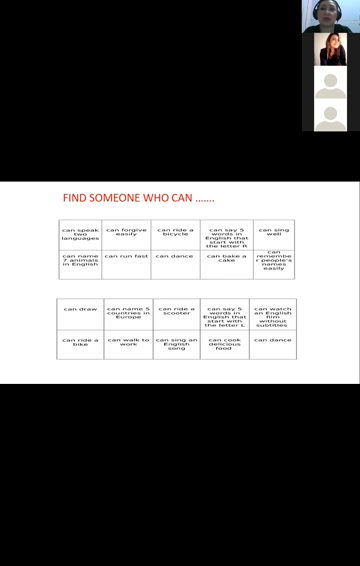 FIND SOMEONE WHO CAN …….
can speak
two
languages
can forgive
easily
can ride a
bicycle
can say 5
words in
English that
start with
the letter R
can sing
well
can name
7 animals
in English
can run fast
can dance
can bake a
cake
can
remembe
r people's
names
easily
can draw
can name 5
countries in
Europe
can ride a
scooter
can say 5
words in
English that
start with
the letter L
can watch
an English
film
without
subtitles
can ride a
bike
can walk to
work
can sing an
English
song
can cook
delicious
food
can dance